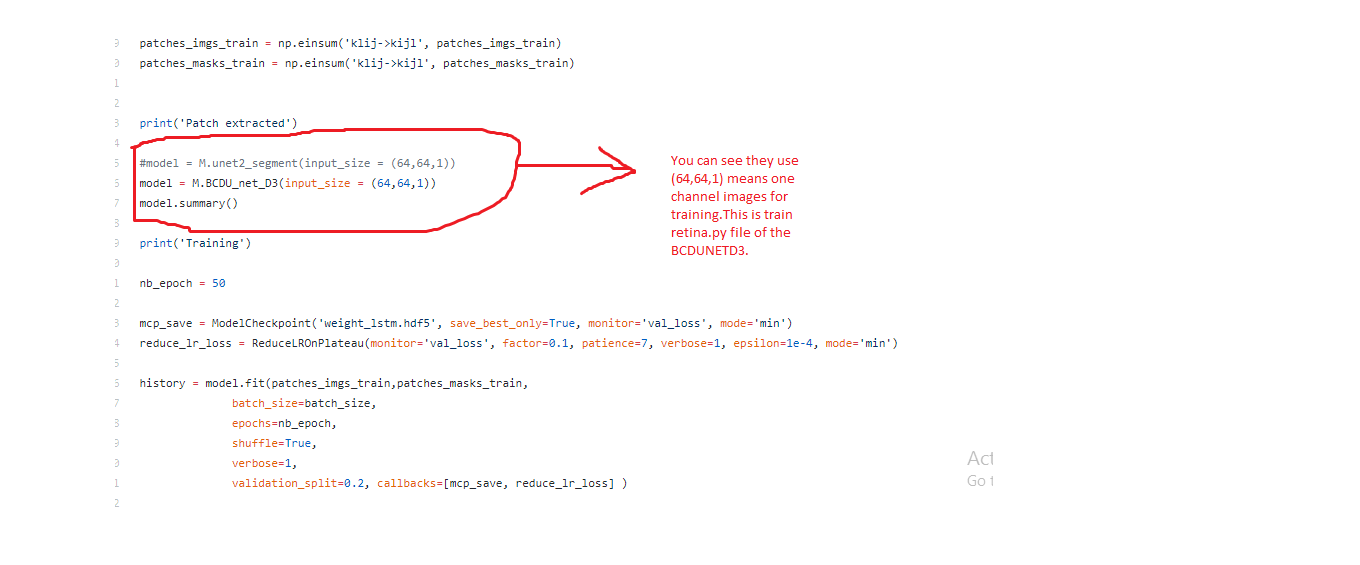 9 patches_imgs_train = np.einsum('klij->kijl', patches_imgs_train)
0 patches_masks_train = np.einsum('klij->kijl', patches_masks_train)
1
2
3 print('Patch extracted')
4
5 #model = M.unet2_segment(input_size = (64,64,1))
6 model = M.BCDU_net_D3(input_size = (64,64,1))
7 model.summary()
8
9 print('Training')
0
1 nb_epoch = 50
2
3 mcp_save = ModelCheckpoint('weight_lstm.hdf5', save_best_only=True, monitor='val_loss', mode='min')
4 reduce_lr_loss = ReduceLROnPlateau(monitor='val_loss', factor=0.1, patience=7, verbose=1, epsilon=1e-4, mode='min')
5
6 history = model.fit(patches_imgs_train,patches_masks_train,
7 batch_size=batch_size,
8 epochs=nb_epoch,
9 shuffle=True,
0 verbose=1,
1 validation_split=0.2, callbacks=[mcp_save, reduce_lr_loss] )
2
You can see they use
(64,64,1) means one
channel images for
training.This is train
retina.py file of the
BCDUNETD3.
Act
Go t